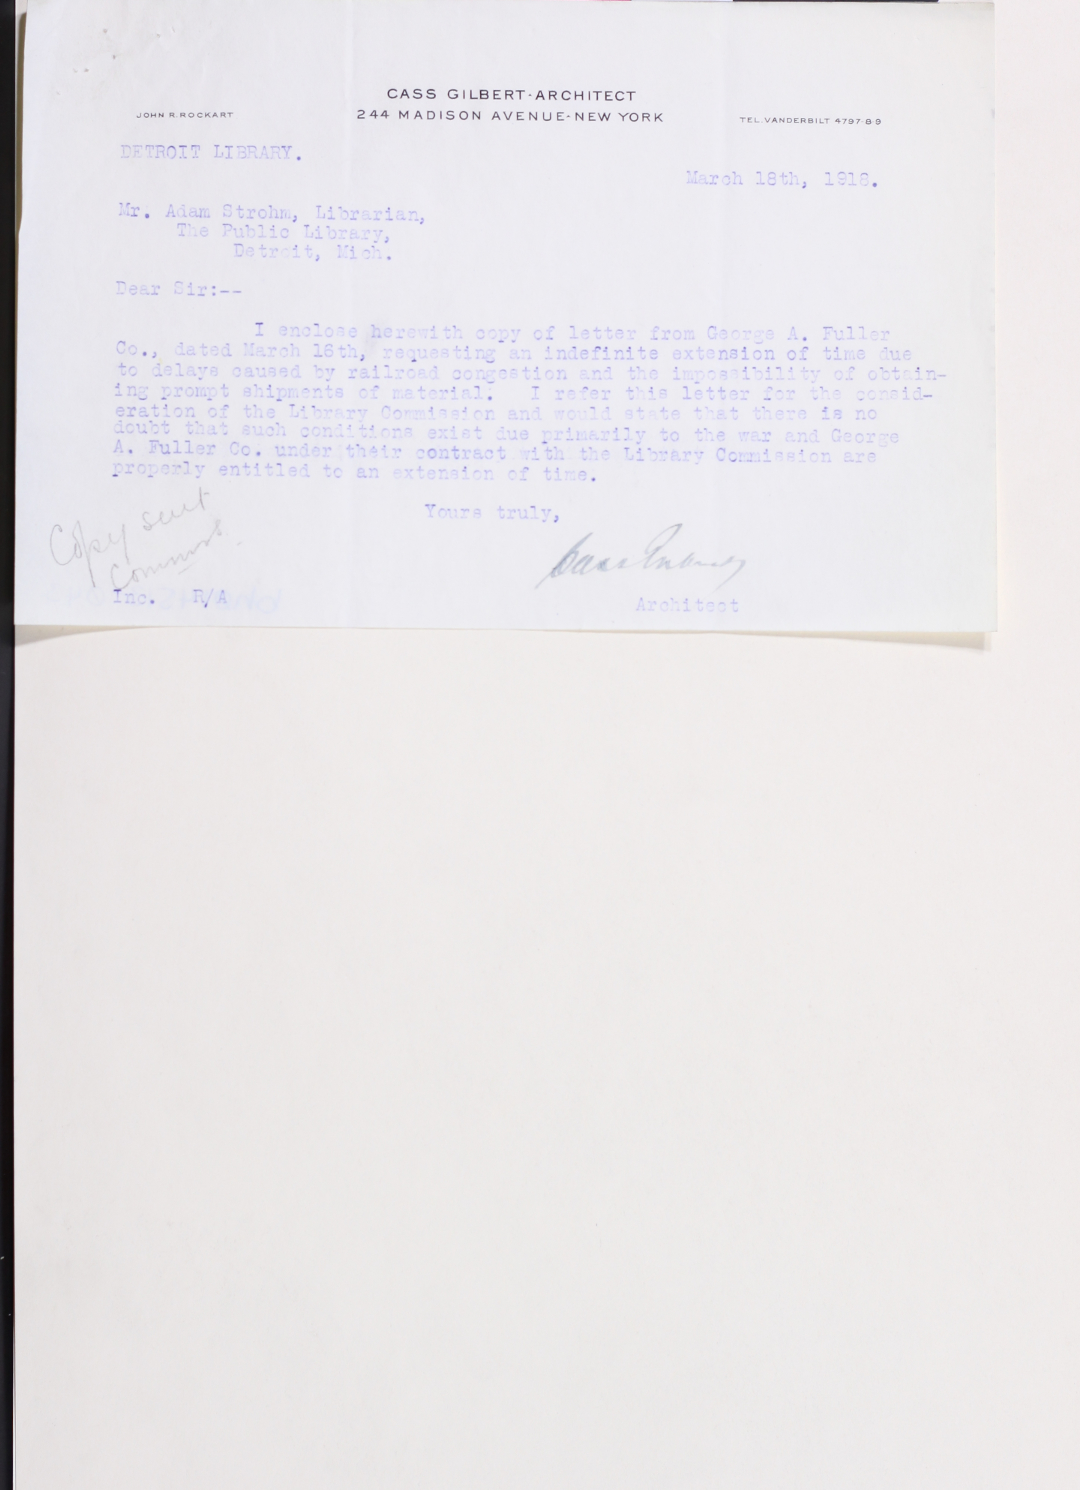 CASS GILBERT-ARCHITECT
JOHN R. ROCKART
244 MADISON AVENUE-NEW YORK
TEL. VANDERBILT 4797-8-9
DETROIT LIBRARY.
March 18th, 1918.
Mr. Adam Strohm, Librarian,
The Public Library,
Detroit, Mich.
Dear Sir:--
I enclose herewith copy of letter from George A. Fuller
Co., dated March 16th, requesting an indefinite extension of time due
to delays caused by railroad congestion and the impossibility of obtain-
ing prompt shipments of material. I refer this letter for the consid-
eration of the Library Commission and would state that there is no
doubt that such conditions exist due primarily to the war and George
A. Fuller Co. under their contract with the Library Commission are
properly entitled to an extension of time.
Yours truly,
Copy sent
Commrs.
Cass Gilbert
Inc. R/A
Architect